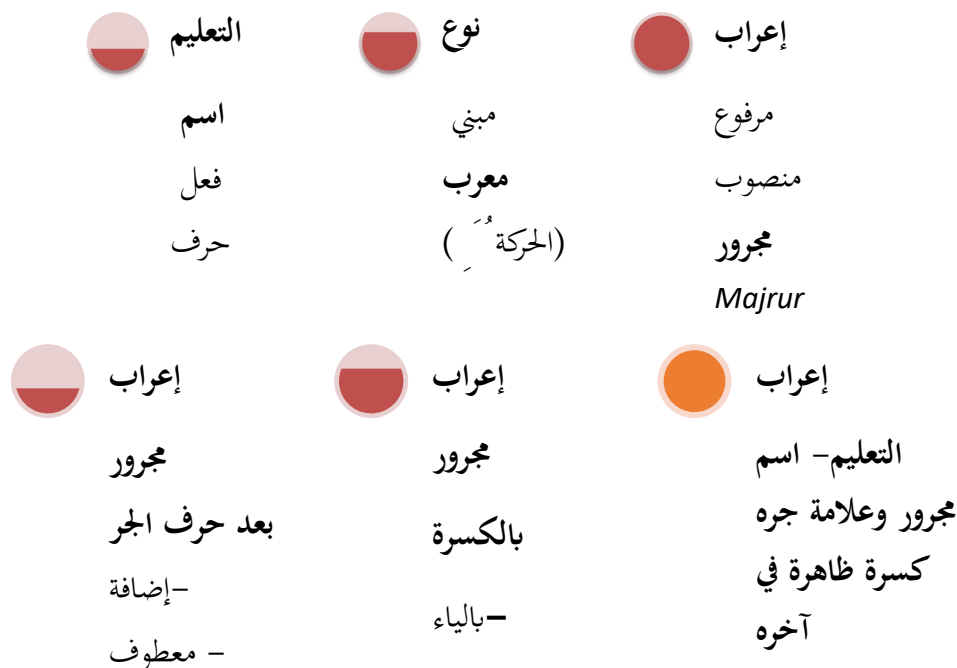 التعليم
اسم
فعل
حرف
نوع
مبني
معرب
(الحركة ُ َ ِ )
إعراب
مرفوع
منصوب
مجرور
Majrur
إعراب
مجرور
بعد حرف الجر
–إضافة
– معطوف
إعراب
مجرور
بالكسرة
–بالياء
إعراب
التعليم– اسم
مجرور وعلامة جره
كسرة ظاهرة في
آخره